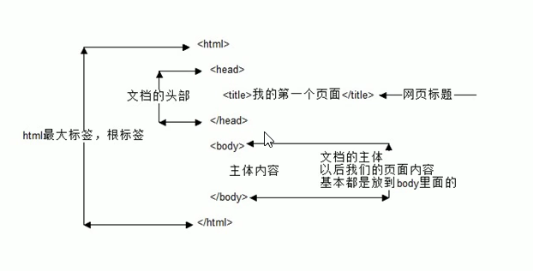 <html>
<head>
文档的头部
<title>我的第一个页面</title>
网页标题
</head>
html最大标签，根标签
<body>
主体内容
文档的主体
以后我们的页面内容
基本都是放到body里面的
</body>
</html>